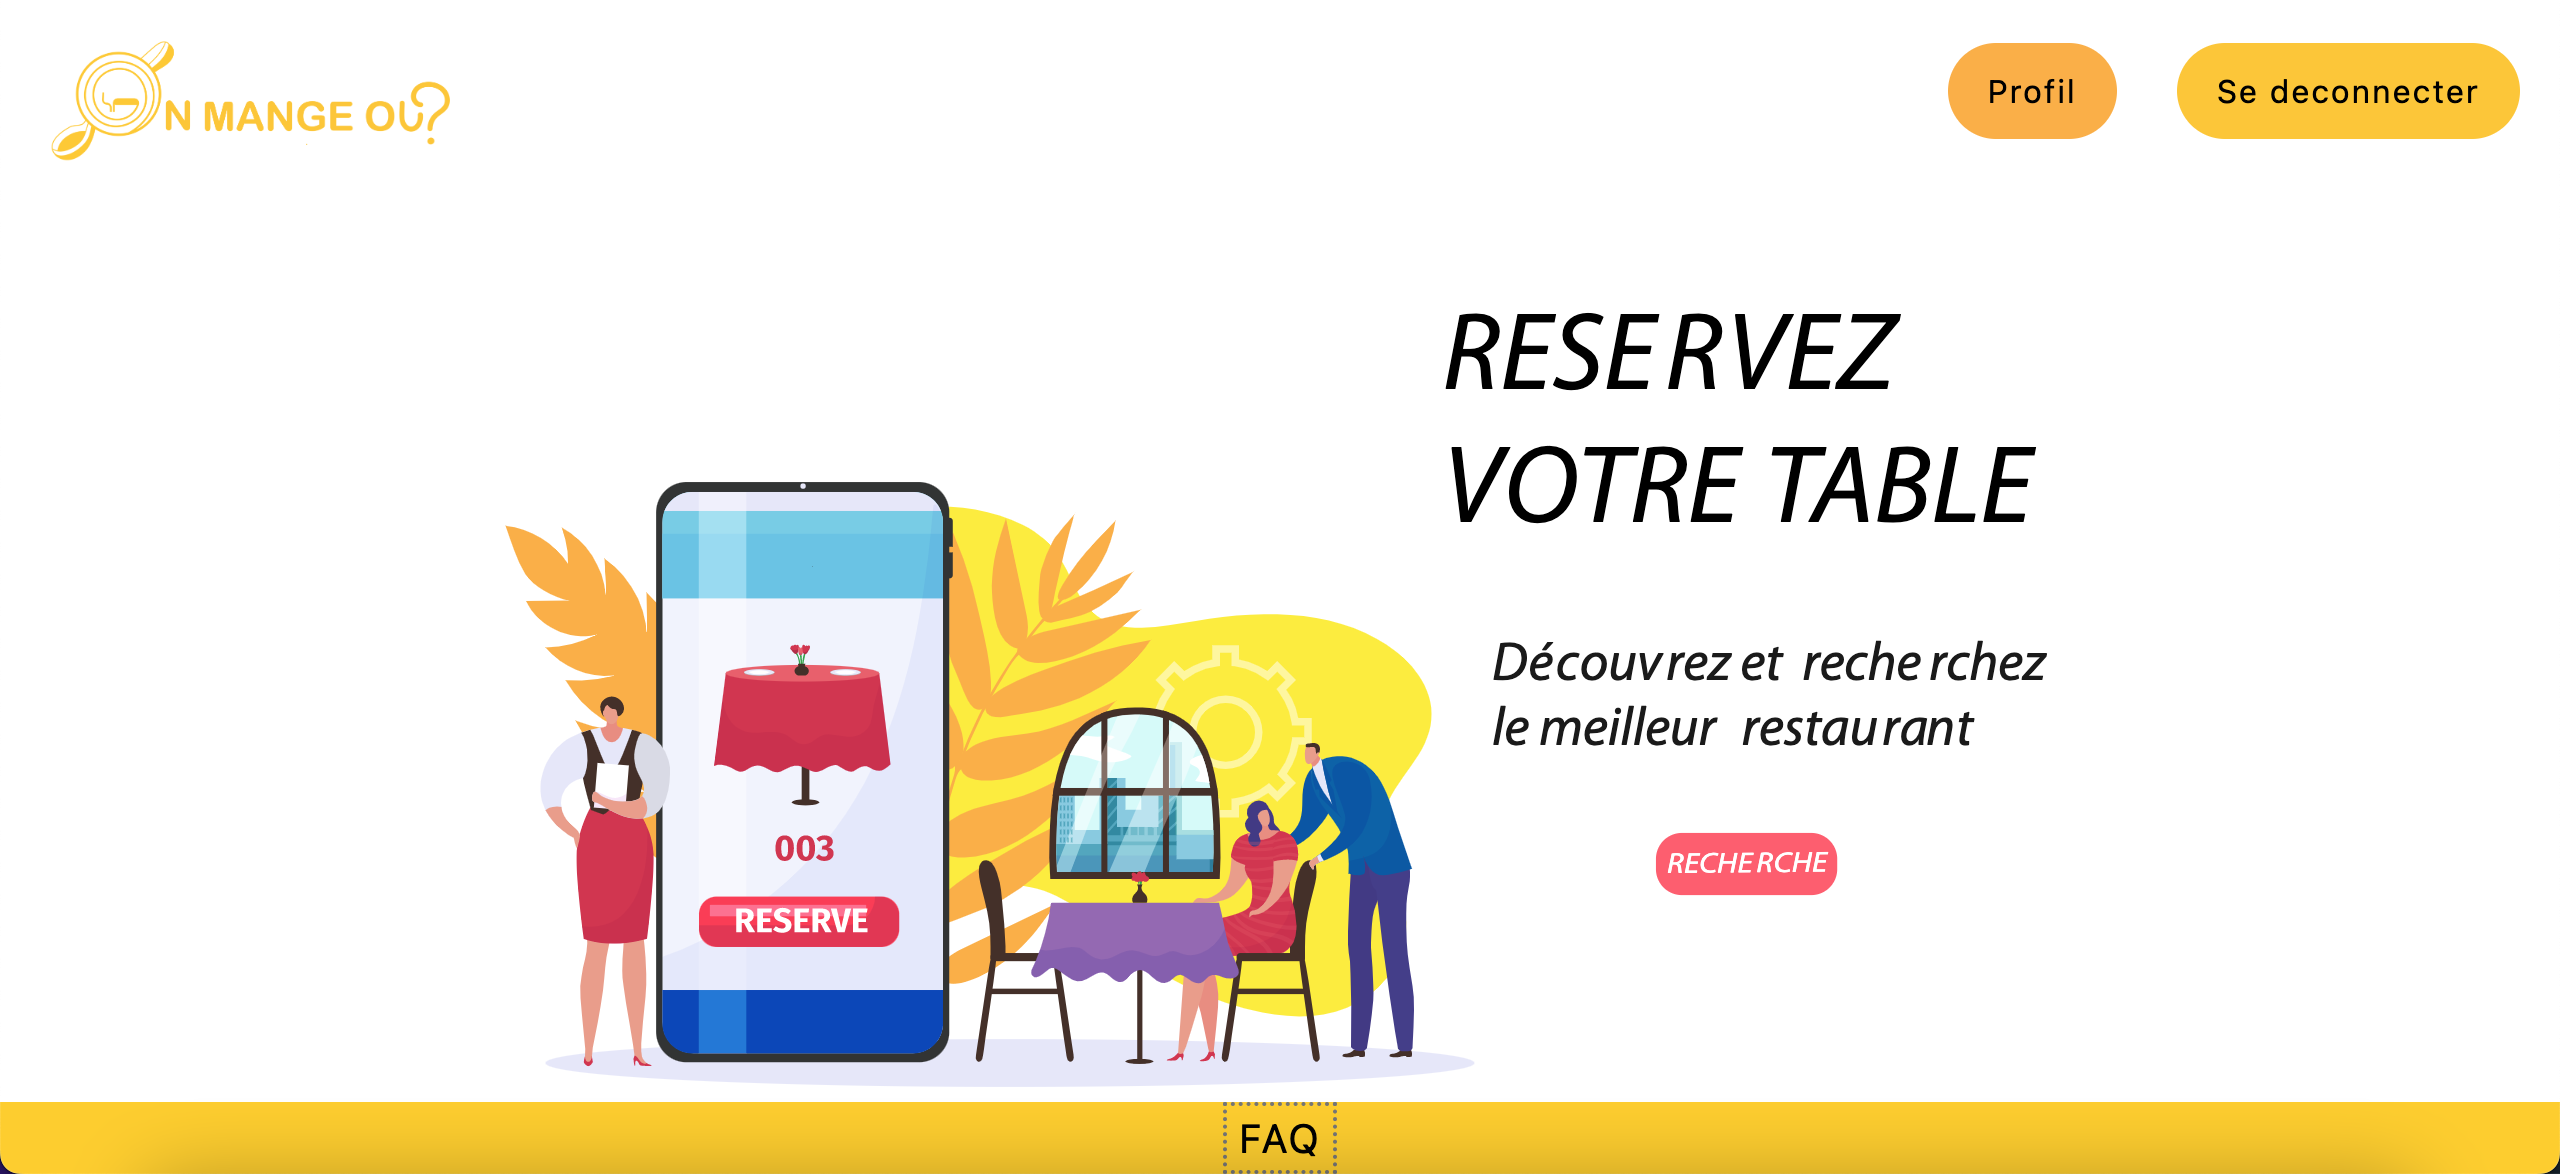 ON MANGE OU?
Profil
Se deconnecter
RESERVEZ
VOTRE TABLE
Découvrez et recherchez
le meilleur restaurant
RECHERCHE
003
RESERVE
FAQ